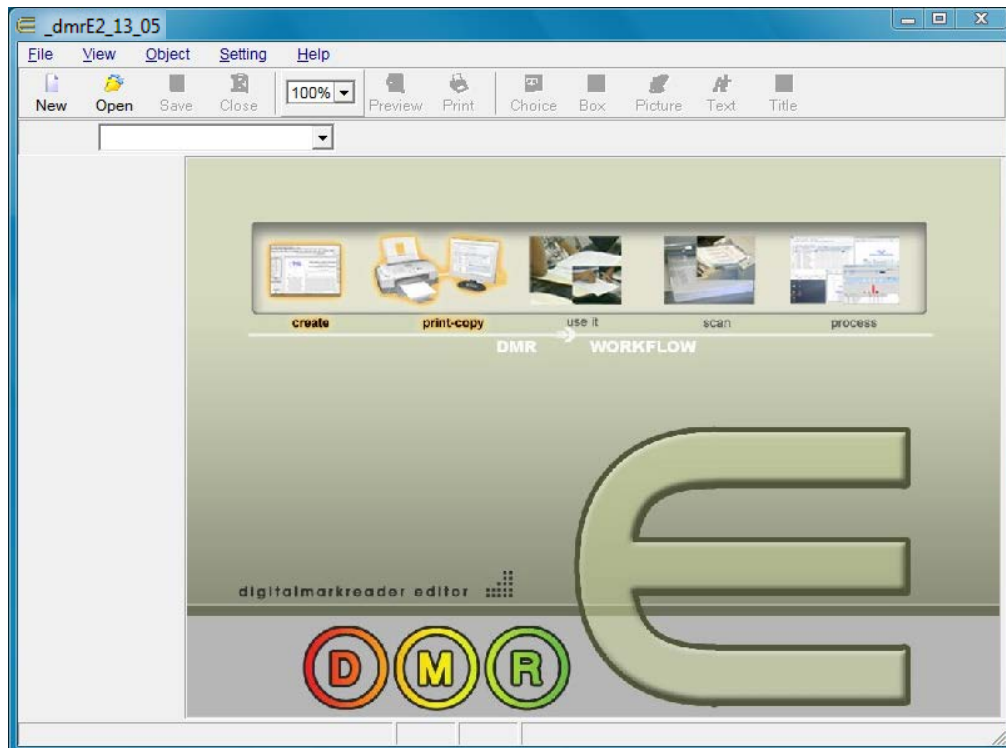 _dmrE2_13_05
File View Object Setting Help
New Open Save Close 100% Preview Print Choice Box Picture Text Title
create print-copy use it scan process
DMR WORKFLOW
digitalmarkreader editor
D M R